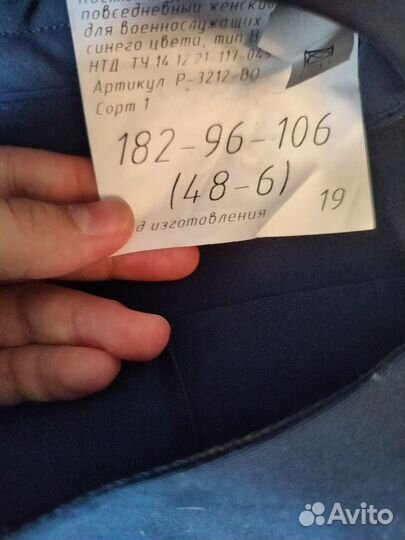 повседневный женский
для военнослужащих
синего цвета, тип В
НТД ТУ 14 12 21-117-04
Артикул Р-3212 ВО
Сорт 1
182-96-106
(48-6)
изготовления
19
Avito